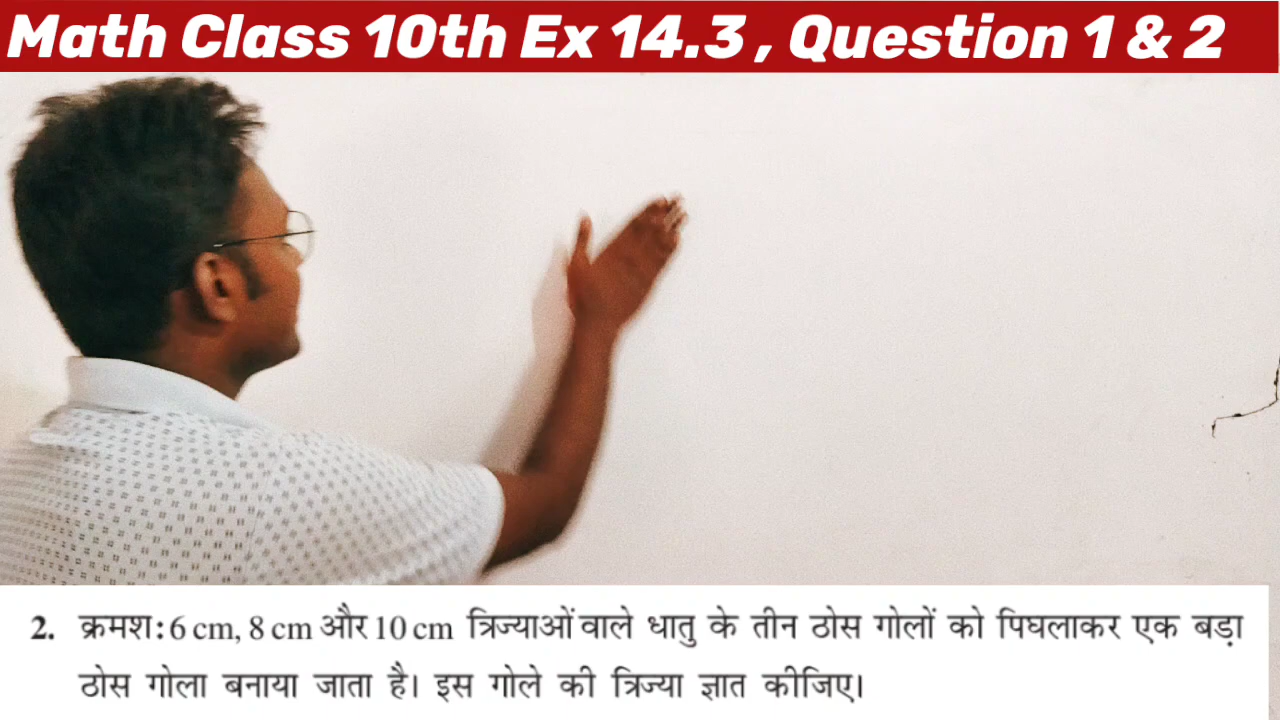 Math Class 10th Ex 14.3 , Question 1 & 2
2. क्रमश: 6 cm, 8 cm और 10 cm त्रिज्याओं वाले धातु के तीन ठोस गोलों को पिघलाकर एक बड़ा
ठोस गोला बनाया जाता है। इस गोले की त्रिज्या ज्ञात कीजिए।